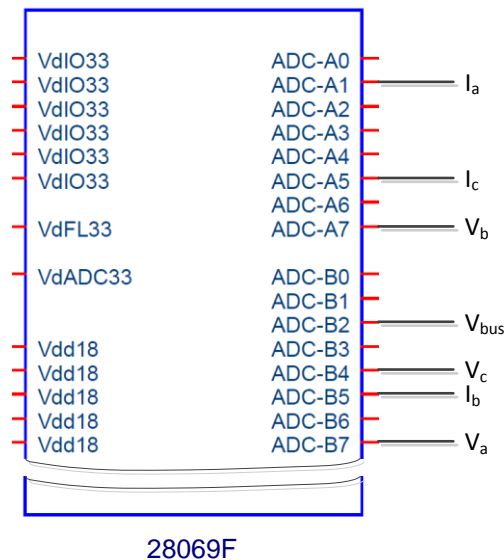 VdIO33 ADC-A0
VdIO33 ADC-A1 Ia
VdIO33 ADC-A2
VdIO33 ADC-A3
VdIO33 ADC-A4
VdIO33 ADC-A5 Ic
ADC-A6
VdFL33 ADC-A7 Vb
VdADC33 ADC-B0
ADC-B1
ADC-B2 Vbus
Vdd18 ADC-B3
Vdd18 ADC-B4 Vc
Vdd18 ADC-B5 Ib
Vdd18 ADC-B6
Vdd18 ADC-B7 Va
28069F